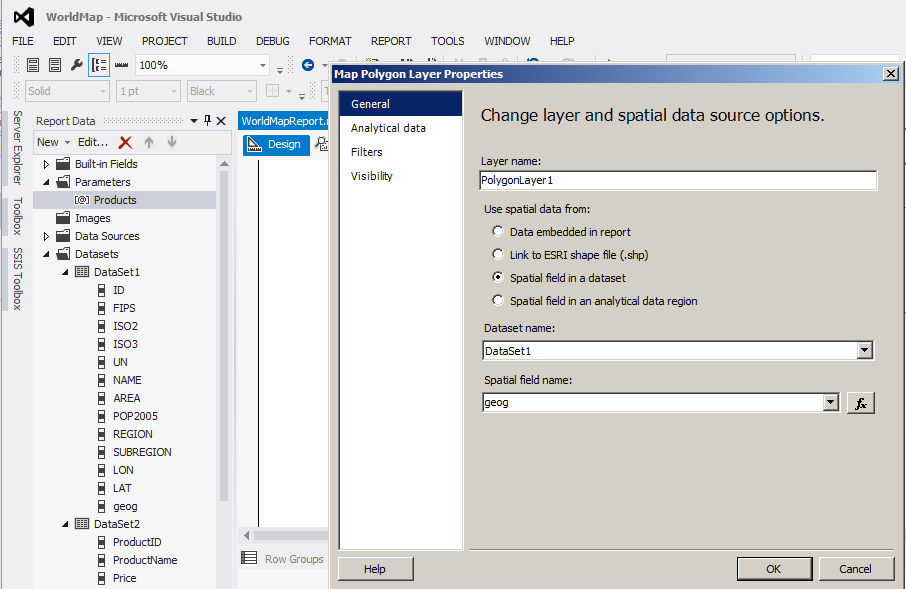 WorldMap - Microsoft Visual Studio
FILE EDIT VIEW PROJECT BUILD DEBUG FORMAT REPORT TOOLS WINDOW HELP
100%
Solid 1 pt Black
Server Explorer
Toolbox
SSIS Toolbox
Report Data
New Edit...
Built-in Fields
Parameters
[@] Products
Images
Data Sources
Datasets
DataSet1
ID
FIPS
ISO2
ISO3
UN
NAME
AREA
POP2005
REGION
SUBREGION
LON
LAT
geog
DataSet2
ProductID
ProductName
Price
WorldMapReport.r
Design
Row Groups
Map Polygon Layer Properties
General
Analytical data
Filters
Visibility
Change layer and spatial data source options.
Layer name:
PolygonLayer1
Use spatial data from:
Data embedded in report
Link to ESRI shape file (.shp)
Spatial field in a dataset
Spatial field in an analytical data region
Dataset name:
DataSet1
Spatial field name:
geog
fx
Help OK Cancel